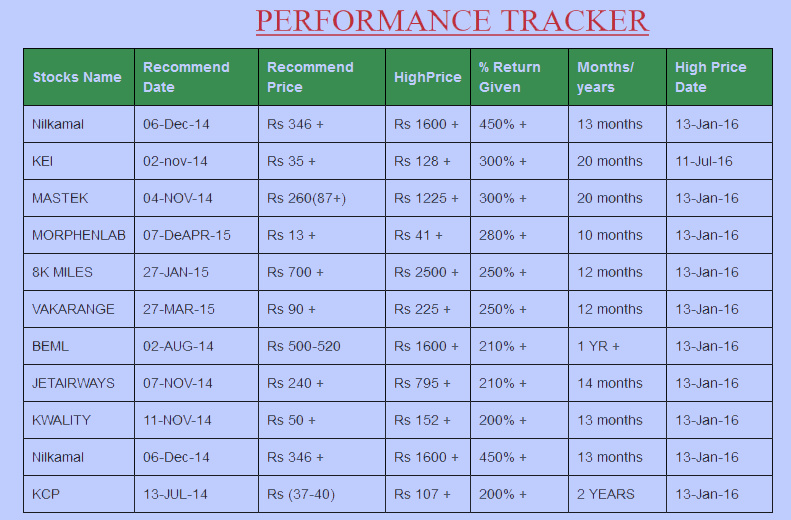 PERFORMANCE TRACKER
Stocks Name Recommend Date Recommend Price HighPrice % Return Given Months/ years High Price Date
Nilkamal 06-Dec-14 Rs 346 + Rs 1600 + 450% + 13 months 13-Jan-16
KEI 02-nov-14 Rs 35 + Rs 128 + 300% + 20 months 11-Jul-16
MASTEK 04-NOV-14 Rs 260(87+) Rs 1225 + 300% + 20 months 13-Jan-16
MORPHENLAB 07-DeAPR-15 Rs 13 + Rs 41 + 280% + 10 months 13-Jan-16
8K MILES 27-JAN-15 Rs 700 + Rs 2500 + 250% + 12 months 13-Jan-16
VAKARANGE 27-MAR-15 Rs 90 + Rs 225 + 250% + 12 months 13-Jan-16
BEML 02-AUG-14 Rs 500-520 Rs 1600 + 210% + 1 YR + 13-Jan-16
JETAIRWAYS 07-NOV-14 Rs 240 + Rs 795 + 210% + 14 months 13-Jan-16
KWALITY 11-NOV-14 Rs 50 + Rs 152 + 200% + 13 months 13-Jan-16
Nilkamal 06-Dec-14 Rs 346 + Rs 1600 + 450% + 13 months 13-Jan-16
KCP 13-JUL-14 Rs (37-40) Rs 107 + 200% + 2 YEARS 13-Jan-16